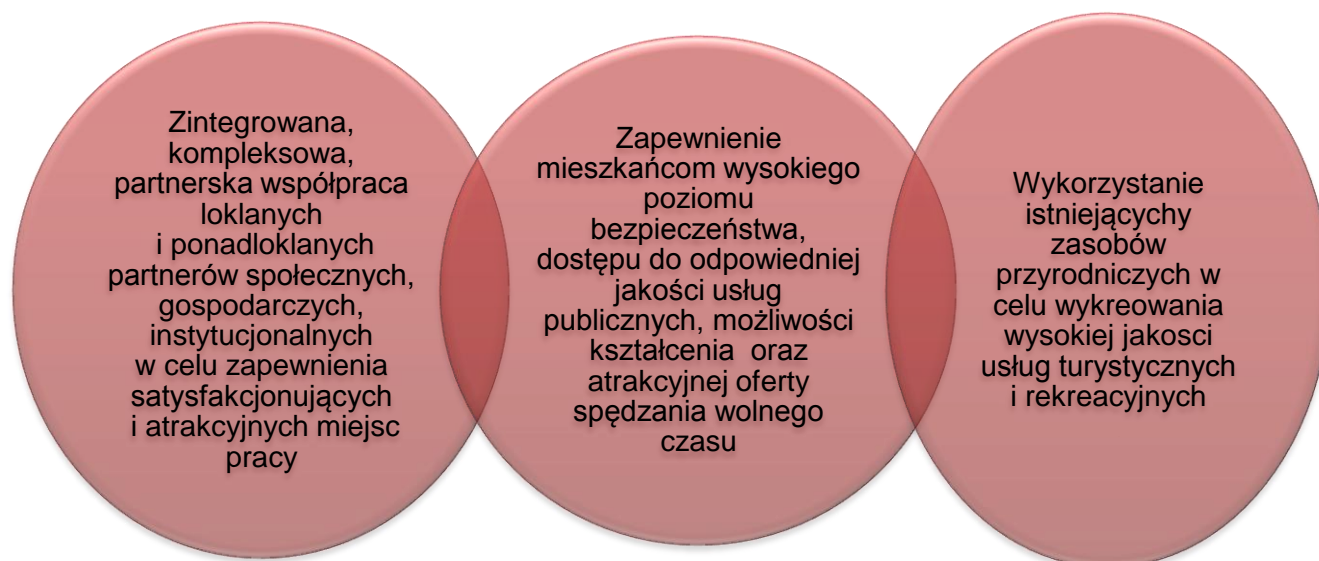 Zintegrowana,
kompleksowa,
partnerska współpraca
loklanych
i ponadloklanych
partnerów społecznych,
gospodarczych,
instytucjonalnych
w celu zapewnienia
satysfakcjonujących
i atrakcyjnych miejsc
pracy
Zapewnienie
mieszkańcom wysokiego
poziomu
bezpieczeństwa,
dostępu do odpowiedniej
jakości usług
publicznych, możliwości
kształcenia oraz
atrakcyjnej oferty
spędzania wolnego
czasu
Wykorzystanie
istniejącychy
zasobów
przyrodniczych w
celu wykreowania
wysokiej jakosci
usług turystycznych
i rekreacyjnych